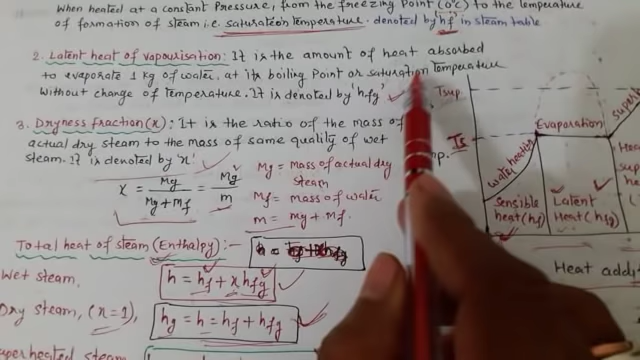 When heated at a constant Pressure, from the freezing Point (0°c) to the temperature
of formation of steam i.e. saturation temperature. denoted by 'hf' in steam table
2. Latent heat of vapourisation: It is the amount of heat absorbed
to evaporate 1 kg of water, at its boiling Point or saturation Temperature
Without change of temperature. It is denoted by 'hfg'
3. Dryness fraction (x): It is the ratio of the mass of
actual dry steam to the mass of same quality of wet
steam. It is denoted by 'x'
x = Mg / Mg + mf = Mg / m
Mg = Mass of actual dry
steam
Mf = mass of water
m = mg + mf.
Total heat of steam (Enthalpy):-
h =
Wet steam,
h = hf + x hfg
Dry steam, (x=1),
hg = h = hf + hfg
Superheated steam
Tsup.
Ts
Evaporation
Water heating
Sensible
heat (hf)
Latent
Heat (hfg)
Hea
Sup
Heat addi